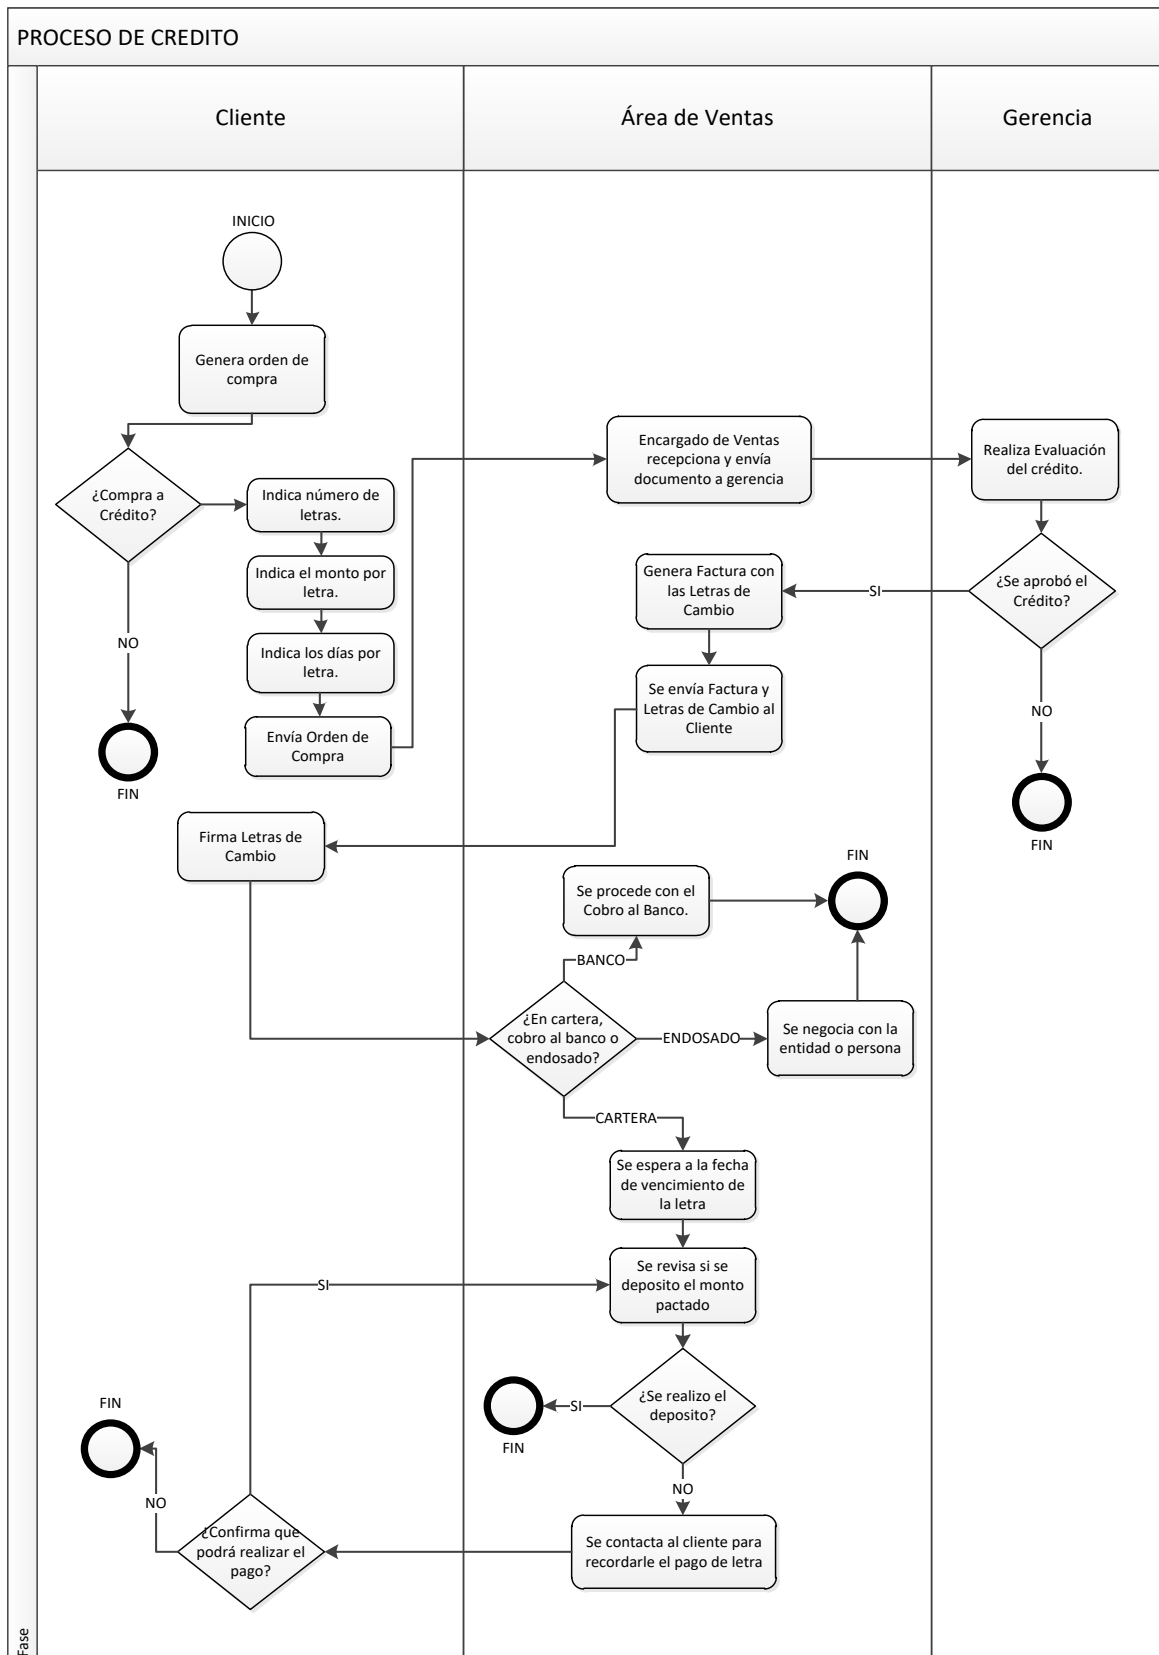 PROCESO DE CREDITO
Cliente
Área de Ventas
Gerencia
INICIO
Genera orden de
compra
¿Compra a
Crédito?
Indica número de
letras.
Indica el monto por
letra.
Indica los días por
letra.
Envía Orden de
Compra
NO
FIN
Encargado de Ventas
recepciona y envía
documento a gerencia
Realiza Evaluación
del crédito.
¿Se aprobó el
Crédito?
SI
NO
FIN
Genera Factura con
las Letras de
Cambio
Se envía Factura y
Letras de Cambio al
Cliente
Firma Letras de
Cambio
¿En cartera,
cobro al banco o
endosado?
BANCO
Se procede con el
Cobro al Banco.
FIN
ENDOSADO
Se negocia con la
entidad o persona
CARTERA
Se espera a la fecha
de vencimiento de
la letra
Se revisa si se
deposito el monto
pactado
¿Se realizo el
deposito?
SI
FIN
NO
Se contacta al cliente para
recordarle el pago de letra
¿Confirma que
podrá realizar el
pago?
SI
NO
FIN
Fase